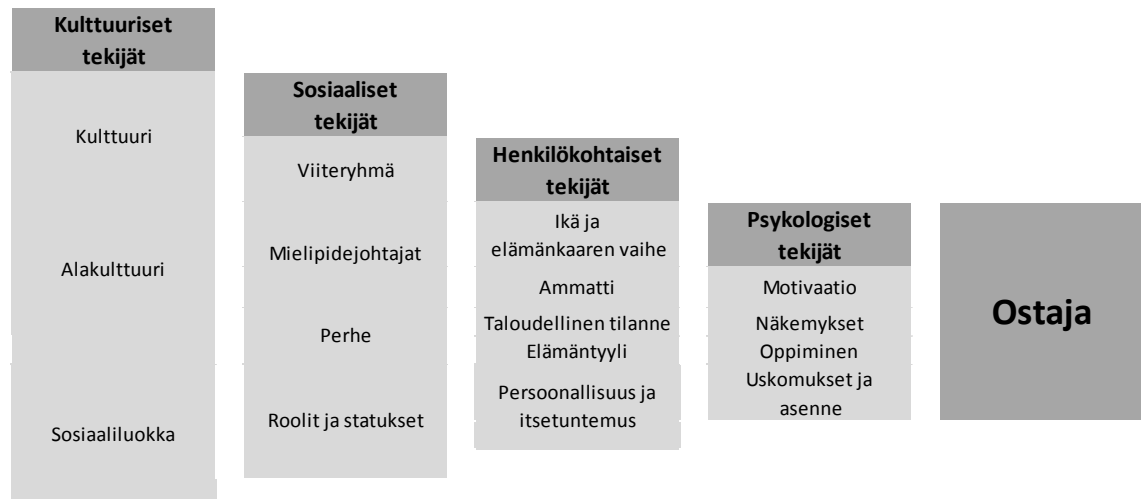 Kulttuuriset
tekijät
Kulttuuri
Alakulttuuri
Sosiaaliluokka
Sosiaaliset
tekijät
Viiteryhmä
Mielipidejohtajat
Perhe
Roolit ja statukset
Henkilökohtaiset
tekijät
Ikä ja
elämänkaaren vaihe
Ammatti
Taloudellinen tilanne
Elämäntyyli
Persoonallisuus ja
itsetuntemus
Psykologiset
tekijät
Motivaatio
Näkemykset
Oppiminen
Uskomukset ja
asenne
Ostaja